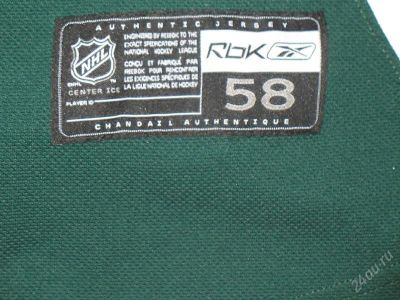 AUTHENTIC JERSEY
NHL
ENGINEERED BY REEBOK TO THE
EXACT SPECIFICATIONS OF THE
NATIONAL HOCKEY LEAGUE
CONÇU ET FABRIQUÉ PAR
REEBOK POUR RENCONTRER
LES EXIGENCES SPÉCIFIQUES DE
LA LIGUE NATIONALE DE HOCKEY
©NHL
CENTER ICE
PLAYER ID
Rbk
58
CHANDAIL AUTHENTIQUE
24au.ru